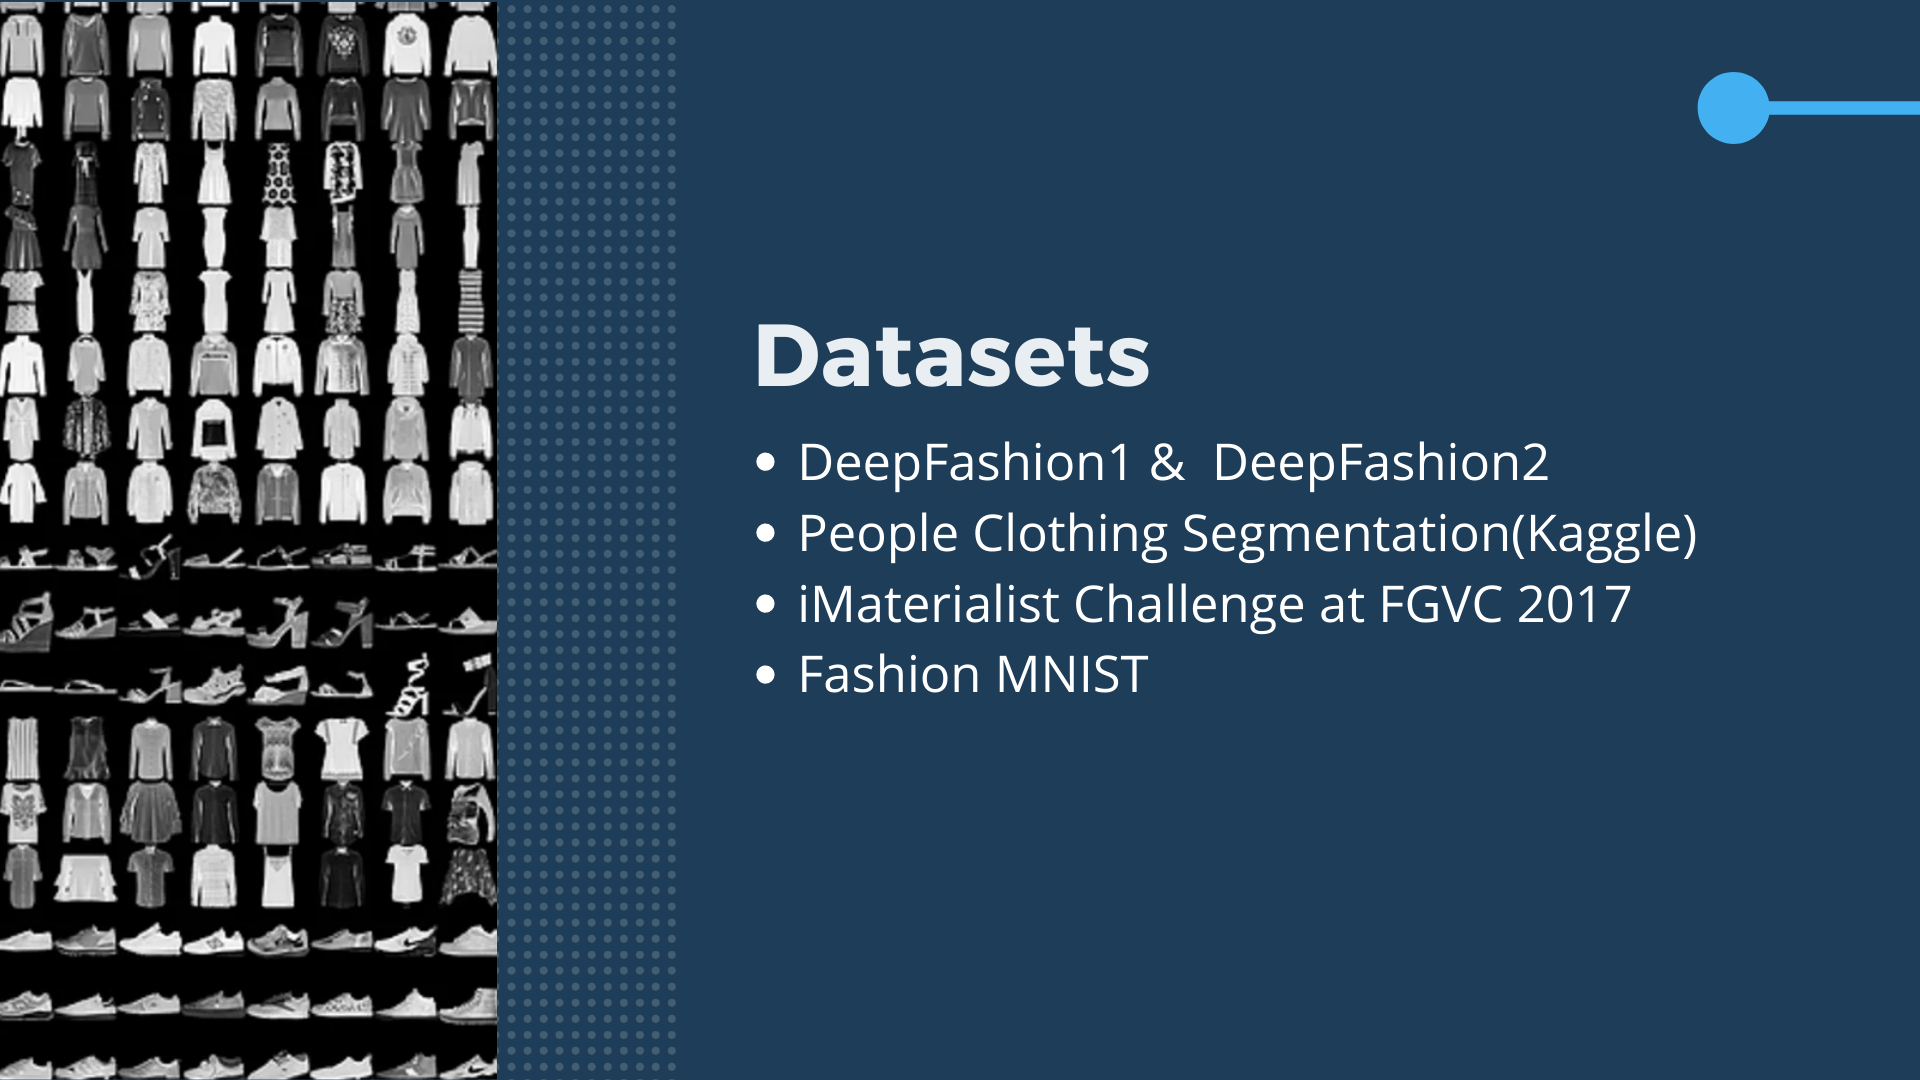 Datasets
• DeepFashion1 &  DeepFashion2
• People Clothing Segmentation(Kaggle)
• iMaterialist Challenge at FGVC 2017
• Fashion MNIST